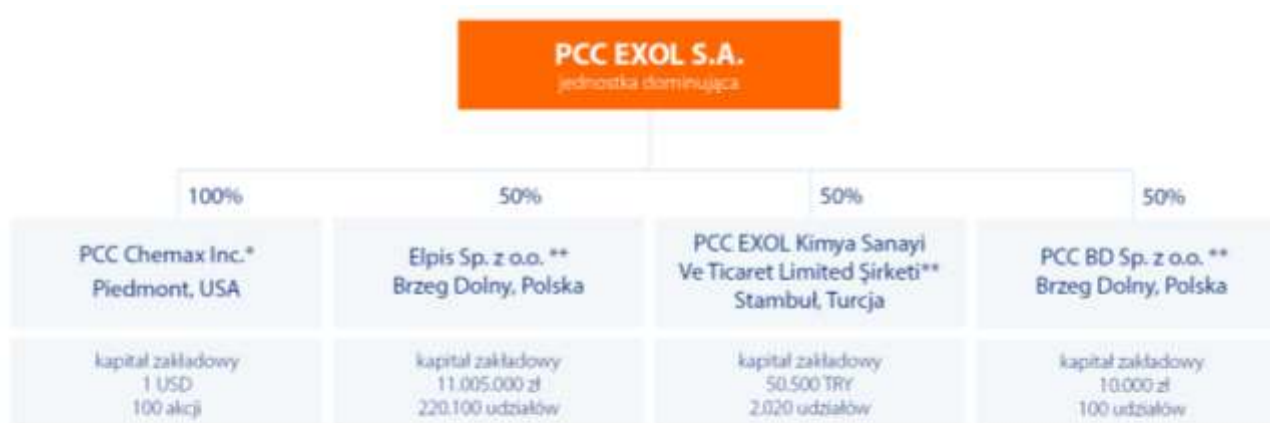 PCC EXOL S.A.
jednostka dominująca
100%
50%
50%
50%
PCC Chemax Inc.*
Piedmont, USA
Elpis Sp. z o.o. **
Brzeg Dolny, Polska
PCC EXOL Kimya Sanayi
Ve Ticaret Limited Şirketi**
Stambuł, Turcja
PCC BD Sp. z o.o. **
Brzeg Dolny, Polska
kapitał zakładowy
1 USD
100 akcji
kapitał zakładowy
11.005.000 zł
220.100 udziałów
kapitał zakładowy
50.500 TRY
2.020 udziałów
kapitał zakładowy
10.000 zł
100 udziałów